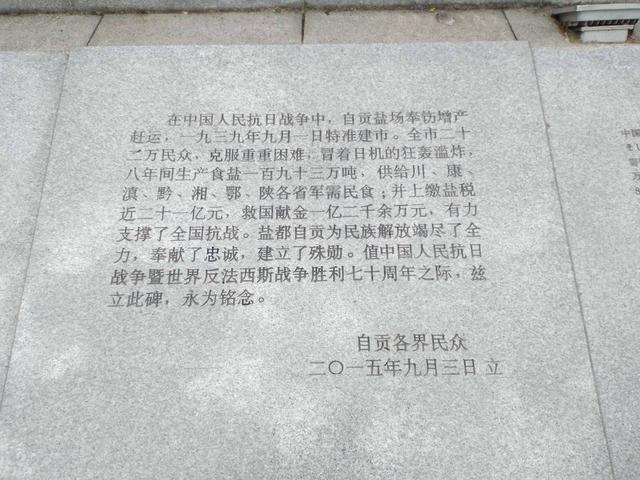 在中国人民抗日战争中，自贡盐场奉饬增产
赶运，一九三九年九月一日特准建市。全市二十
二万民众，克服重重困难，冒着日机的狂轰滥炸，
八年间生产食盐一百九十三万吨，供给川、康、
滇、黔、湘、鄂、陕各省军需民食；并上缴盐税
近二十一亿元，救国献金一亿二千余万元，有力
支撑了全国抗战。盐都自贡为民族解放竭尽了全
力，奉献了忠诚，建立了殊勋。值中国人民抗日
战争暨世界反法西斯战争胜利七十周年之际，兹
立此碑，永为铭念。
自贡各界民众
二〇一五年九月三日 立
中国